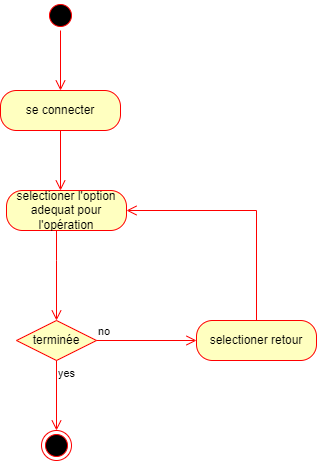 se connecter
selectioner l'option
adequat pour
l'opération
terminée
no
selectioner retour
yes